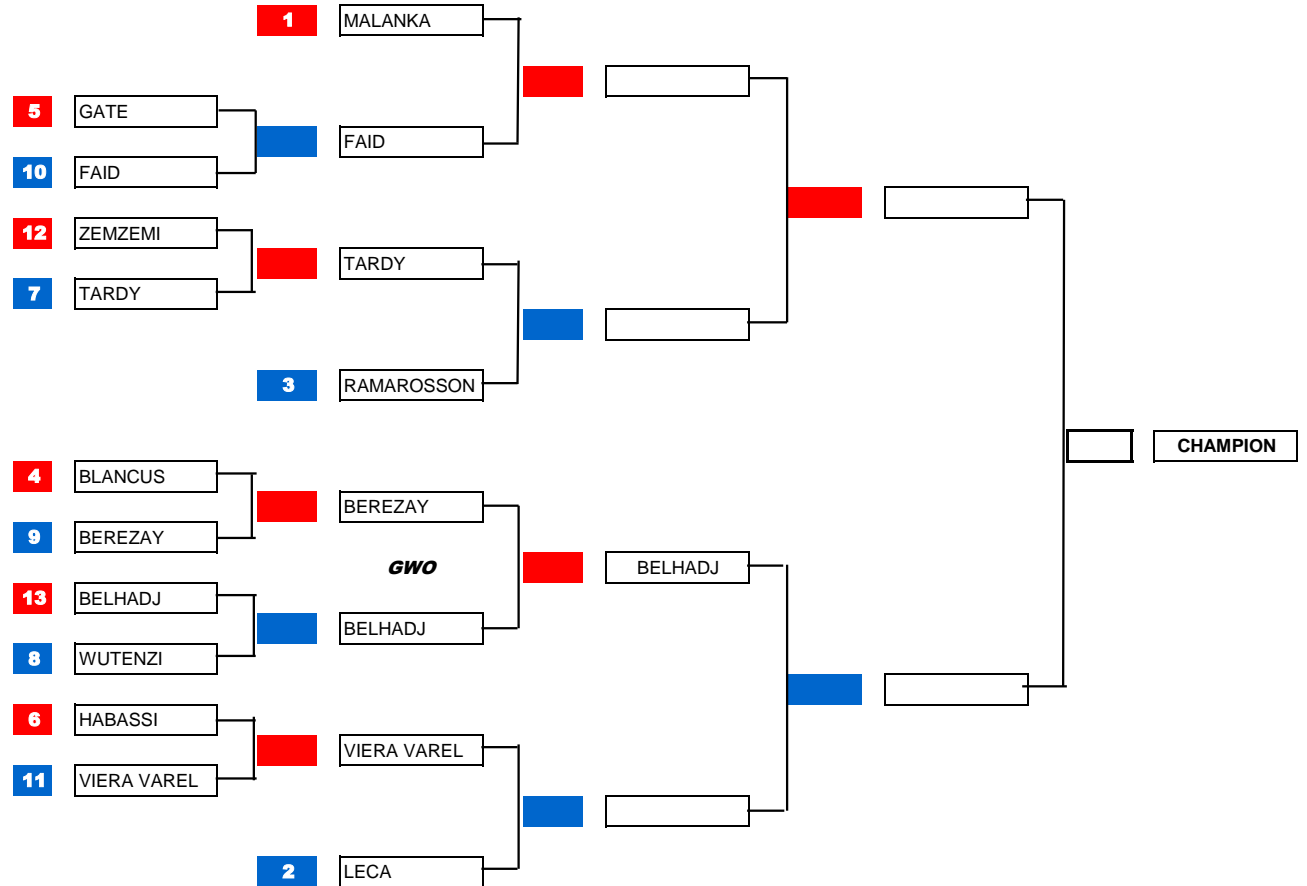 1 MALANKA
5 GATE
FAID
10 FAID
12 ZEMZEMI
TARDY
7 TARDY
3 RAMAROSSON
CHAMPION
4 BLANCUS
BEREZAY
9 BEREZAY
GWO
BELHADJ
13 BELHADJ
BELHADJ
8 WUTENZI
6 HABASSI
VIERA VAREL
11 VIERA VAREL
2 LECA